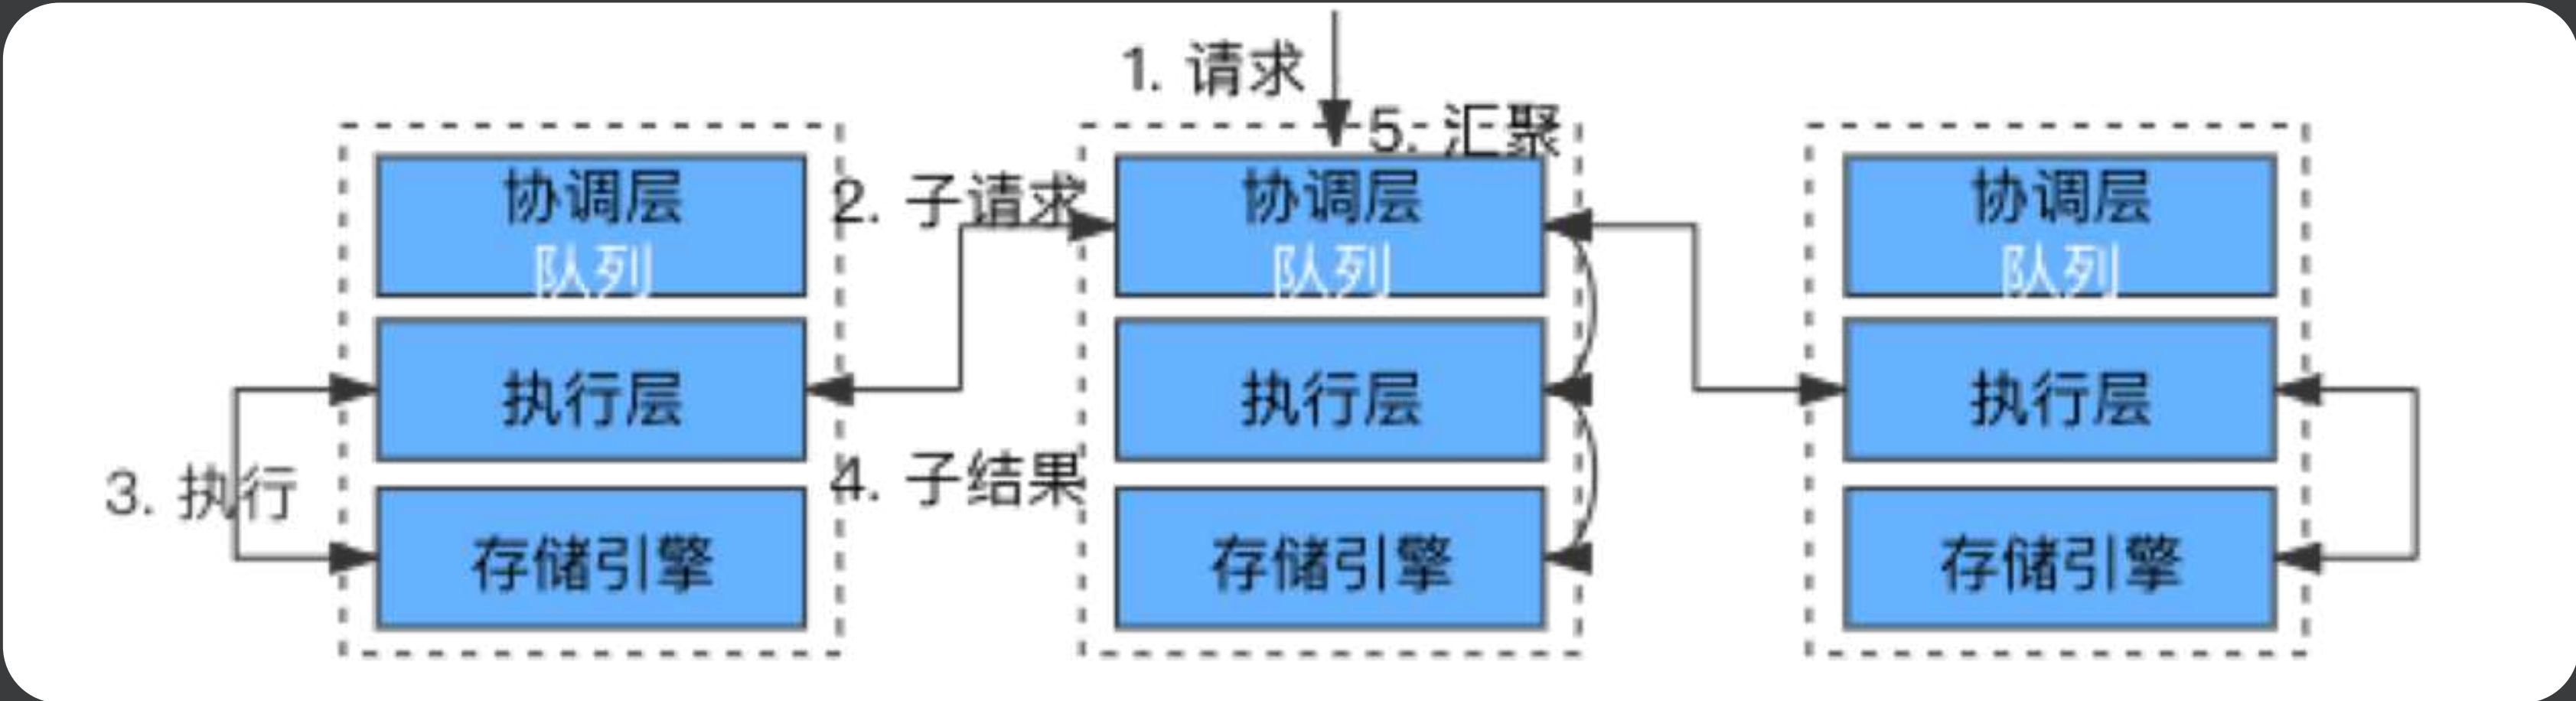 1. 请求
5. 汇聚
协调层
队列
2. 子请求
协调层
队列
协调层
队列
执行层
执行层
执行层
3. 执行
4. 子结果
存储引擎
存储引擎
存储引擎